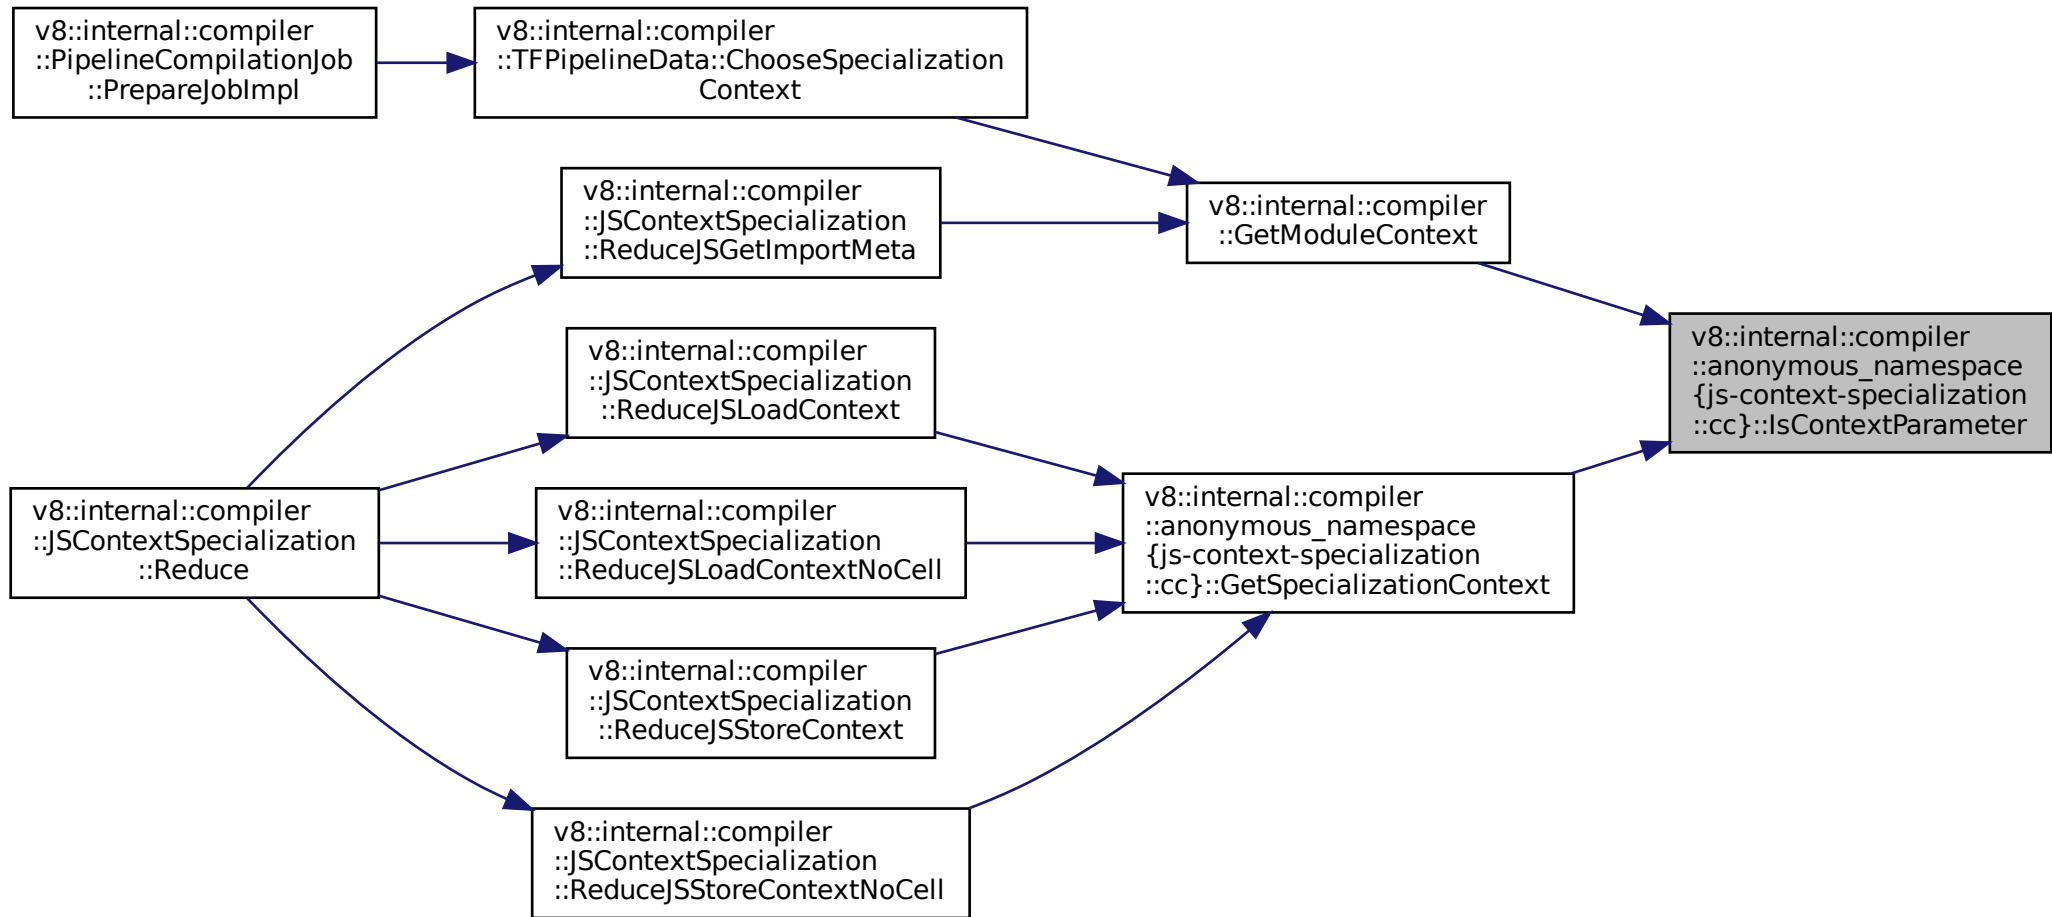 v8::internal::compiler
::PipelineCompilationJob
::PrepareJobImpl
v8::internal::compiler
::TFPipelineData::ChooseSpecialization
Context
v8::internal::compiler
::JSContextSpecialization
::ReduceJSGetImportMeta
v8::internal::compiler
::GetModuleContext
v8::internal::compiler
::anonymous_namespace
{js-context-specialization
::cc}::IsContextParameter
v8::internal::compiler
::JSContextSpecialization
::ReduceJSLoadContext
v8::internal::compiler
::JSContextSpecialization
::Reduce
v8::internal::compiler
::JSContextSpecialization
::ReduceJSLoadContextNoCell
v8::internal::compiler
::anonymous_namespace
{js-context-specialization
::cc}::GetSpecializationContext
v8::internal::compiler
::JSContextSpecialization
::ReduceJSStoreContext
v8::internal::compiler
::JSContextSpecialization
::ReduceJSStoreContextNoCell